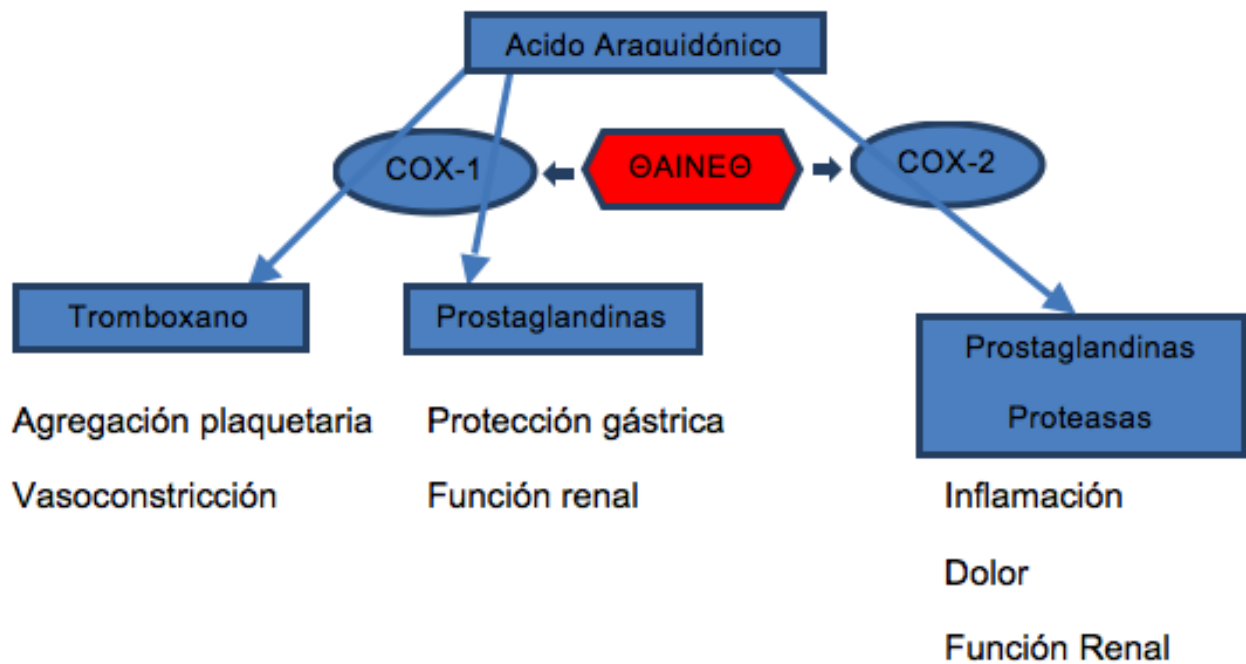 Acido Araquidónico
COX-1
ΘAINEΘ
COX-2
Tromboxano
Prostaglandinas
Prostaglandinas
Proteasas
Agregación plaquetaria
Vasoconstricción
Protección gástrica
Función renal
Inflamación
Dolor
Función Renal